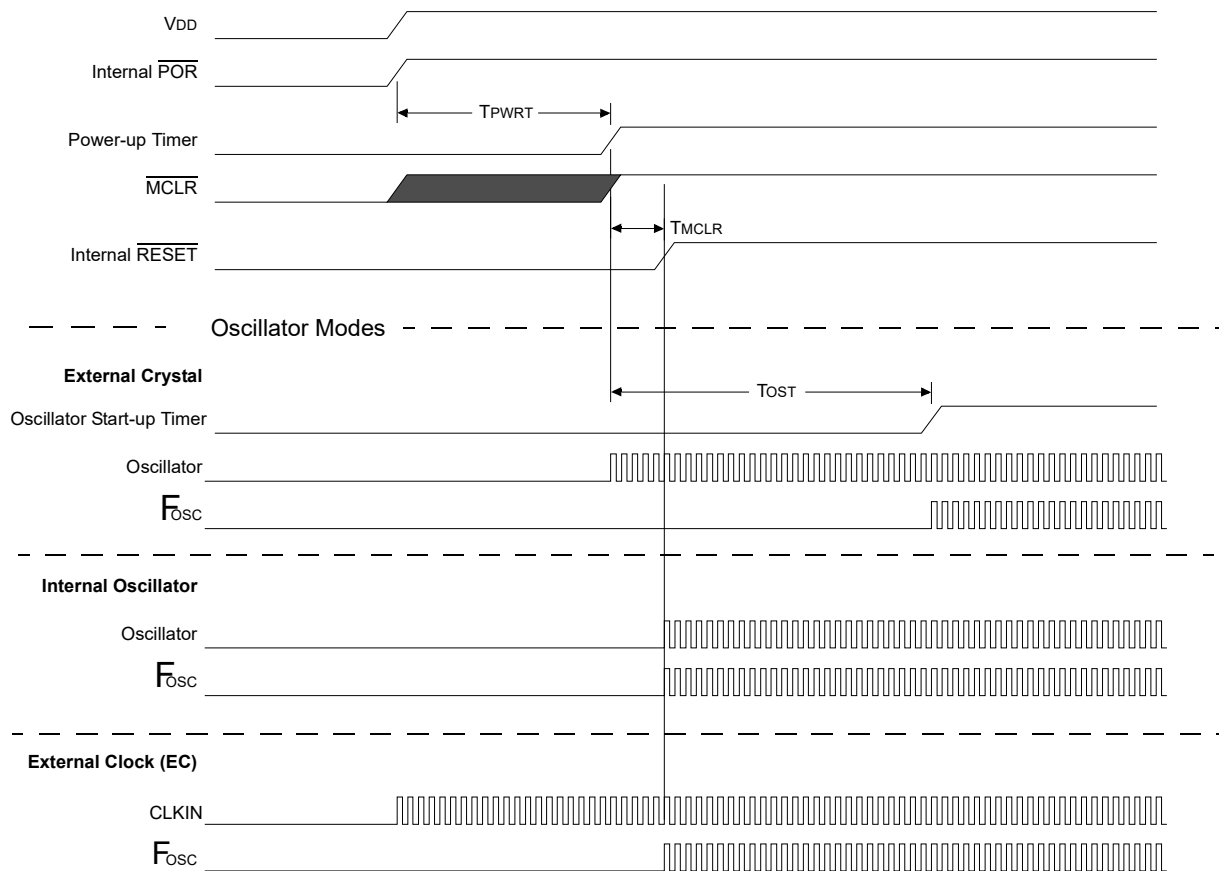 VDD
Internal POR
TPWRT
Power-up Timer
MCLR
TMCLR
Internal RESET
Oscillator Modes
External Crystal
TOST
Oscillator Start-up Timer
Oscillator
FOSC
Internal Oscillator
Oscillator
FOSC
External Clock (EC)
CLKIN
FOSC